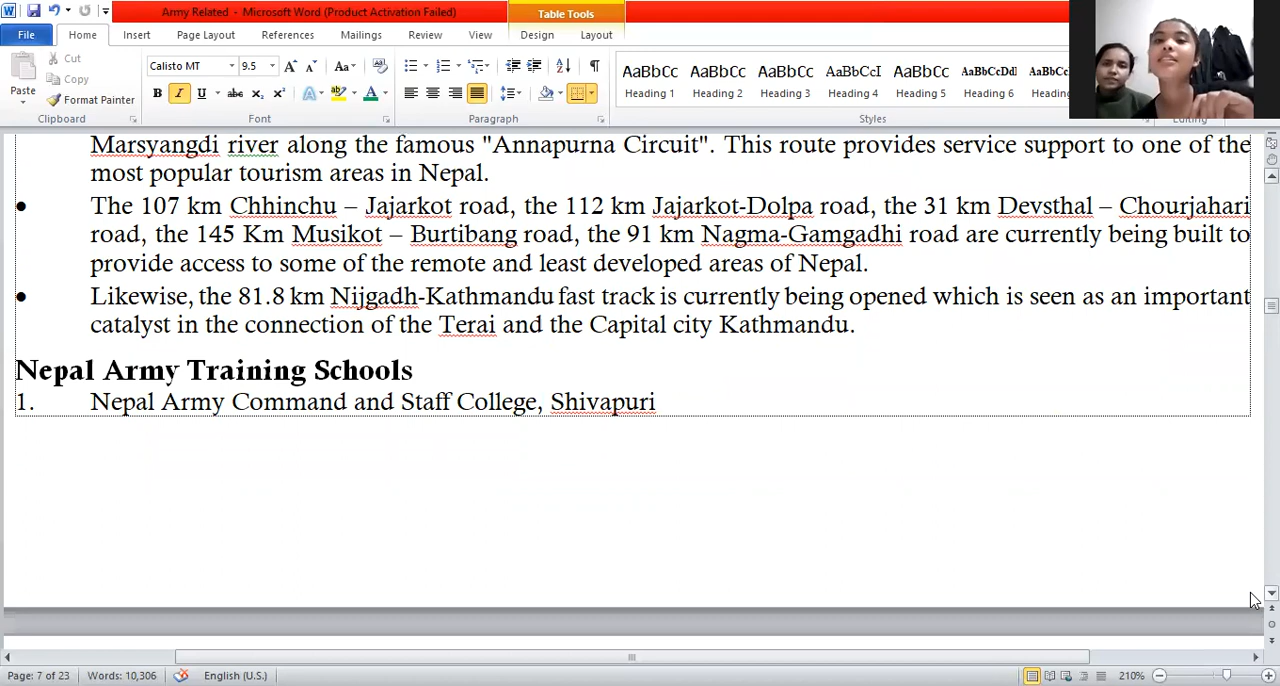 Army Related - Microsoft Word (Product Activation Failed)
Table Tools
File
Home
Insert
Page Layout
References
Mailings
Review
View
Design
Layout
Cut
Copy
Format Painter
Paste
Clipboard
Calisto MT
9.5
Font
Paragraph
AaBbCc AaBbCc AaBbCc AaBbCcI AaBbCc AaBbCcDd AaBbCc
Heading 1 Heading 2 Heading 3 Heading 4 Heading 5 Heading 6 Heading
Styles
Editing
Marsyangdi river along the famous "Annapurna Circuit". This route provides service support to one of the
most popular tourism areas in Nepal.
• The 107 km Chhinchu – Jajarkot road, the 112 km Jajarkot-Dolpa road, the 31 km Devsthal – Chourjahari
road, the 145 Km Musikot – Burtibang road, the 91 km Nagma-Gamgadhi road are currently being built to
provide access to some of the remote and least developed areas of Nepal.
• Likewise, the 81.8 km Nijgadh-Kathmandu fast track is currently being opened which is seen as an important
catalyst in the connection of the Terai and the Capital city Kathmandu.
Nepal Army Training Schools
1. Nepal Army Command and Staff College, Shivapuri
Page: 7 of 23
Words: 10,306
English (U.S.)
210%